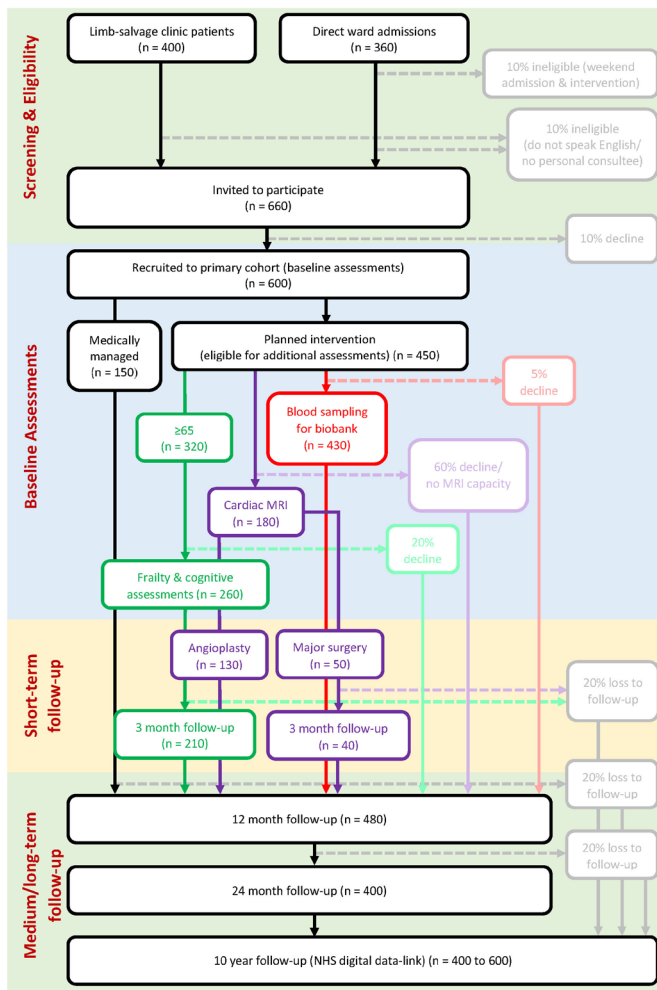 Screening & Eligibility
Limb-salvage clinic patients
(n = 400)
Direct ward admissions
(n = 360)
10% ineligible (weekend
admission & intervention)
10% ineligible
(do not speak English/
no personal consultee)
Invited to participate
(n = 660)
10% decline
Baseline Assessments
Recruited to primary cohort (baseline assessments)
(n = 600)
Medically
managed
(n = 150)
Planned intervention
(eligible for additional assessments) (n = 450)
5%
decline
≥65
(n = 320)
Blood sampling
for biobank
(n = 430)
60% decline/
no MRI capacity
Cardiac MRI
(n = 180)
20%
decline
Frailty & cognitive
assessments (n = 260)
Short-term
follow-up
Angioplasty
(n = 130)
Major surgery
(n = 50)
20% loss to
follow-up
3 month follow-up
(n = 210)
3 month follow-up
(n = 40)
Medium/long-term
follow-up
20% loss to
follow-up
12 month follow-up (n = 480)
20% loss to
follow-up
24 month follow-up (n = 400)
10 year follow-up (NHS digital data-link) (n = 400 to 600)